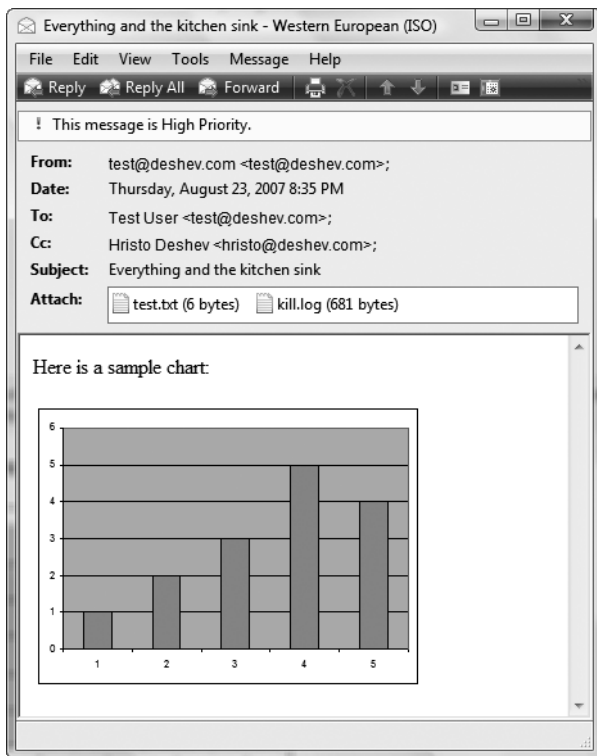 Everything and the kitchen sink - Western European (ISO)
File Edit View Tools Message Help
Reply Reply All Forward
! This message is High Priority.
From: test@deshev.com <test@deshev.com>;
Date: Thursday, August 23, 2007 8:35 PM
To: Test User <test@deshev.com>;
Cc: Hristo Deshev <hristo@deshev.com>;
Subject: Everything and the kitchen sink
Attach: test.txt (6 bytes) kill.log (681 bytes)
Here is a sample chart:
6
5
4
3
2
1
0
1 2 3 4 5